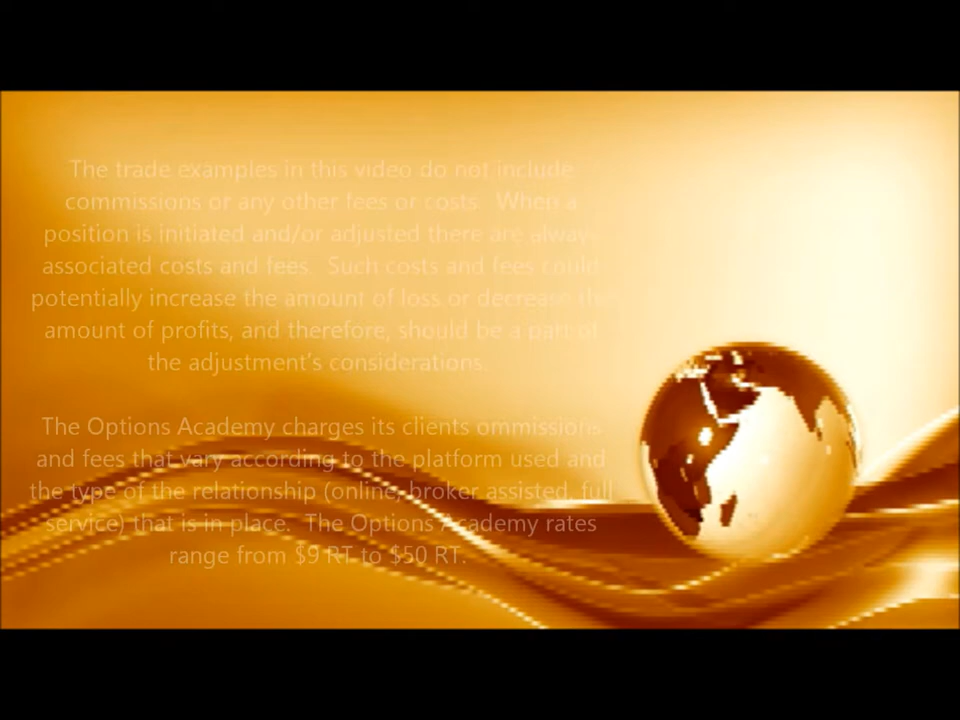 The trade examples in this video do not include
commissions or any other fees or costs. When a
position is initiated and/or adjusted there are always
associated costs and fees. Such costs and fees could
potentially increase the amount of loss or decrease the
amount of profits, and therefore, should be a part of
the adjustment's considerations.
The Options Academy charges its clients ommissions
and fees that vary according to the platform used and
the type of the relationship (online, broker assisted, full
service) that is in place. The Options Academy rates
range from $9 RT to $50 RT.